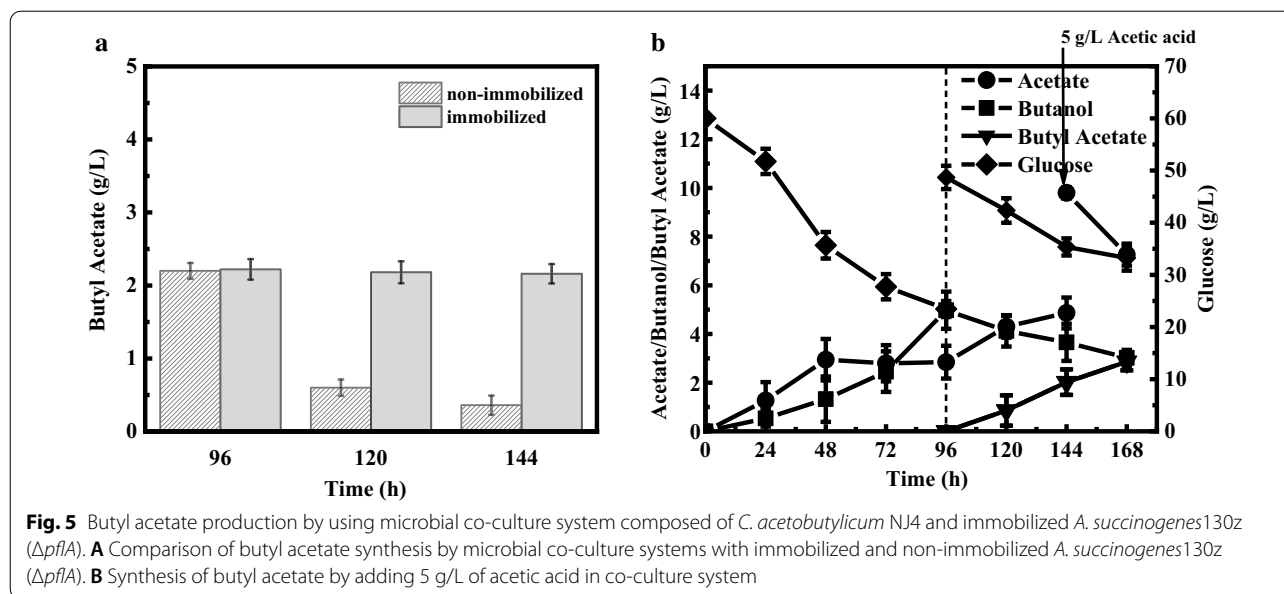 a
Butyl Acetate (g/L)
5
4
3
2
1
0
non-immobilized
immobilized
96 120 144
Time (h)
b
5 g/L Acetic acid
Acetate/Butanol/Butyl Acetate (g/L)
14
12
10
8
6
4
2
0
Acetate
Butanol
Butyl Acetate
Glucose
70
60
50
40
30
20
10
0
Glucose (g/L)
0 24 48 72 96 120 144 168
Time (h)
Fig. 5 Butyl acetate production by using microbial co-culture system composed of C. acetobutylicum NJ4 and immobilized A. succinogenes130z
(ΔpflA). A Comparison of butyl acetate synthesis by microbial co-culture systems with immobilized and non-immobilized A. succinogenes130z
(ΔpflA). B Synthesis of butyl acetate by adding 5 g/L of acetic acid in co-culture system